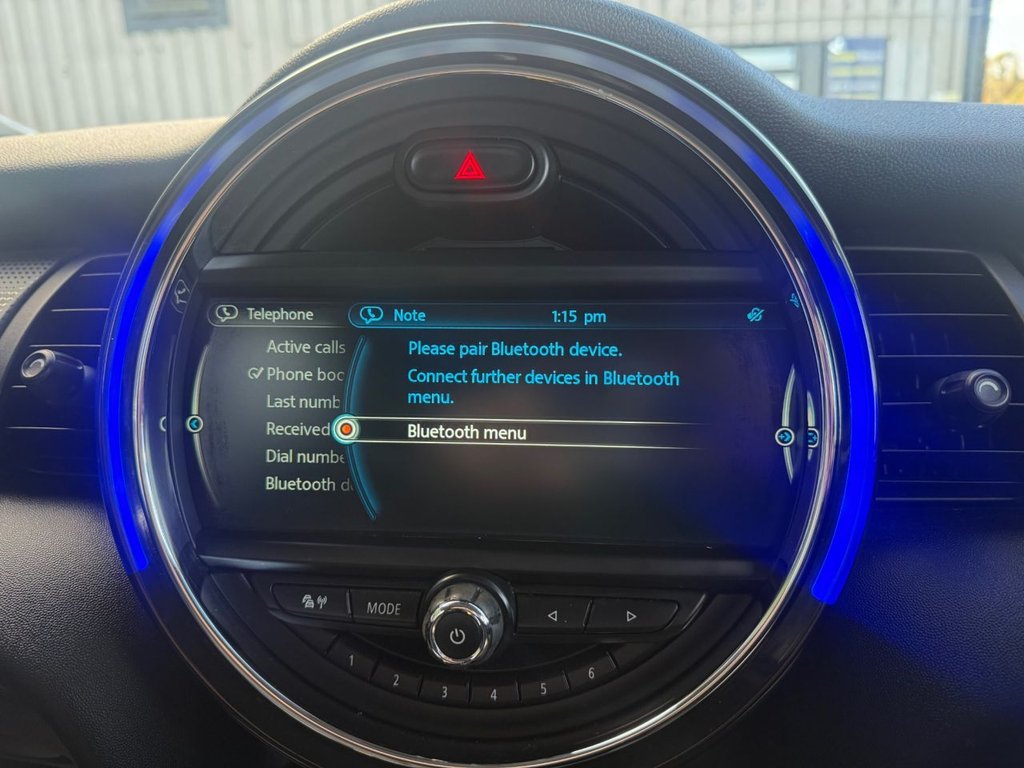 Telephone
Note
1:15 pm
Active calls
Phone boo
Last numb
Received
Dial numbe
Bluetooth d
Please pair Bluetooth device.
Connect further devices in Bluetooth
menu.
Bluetooth menu
MODE
1
2
3
4
5
6